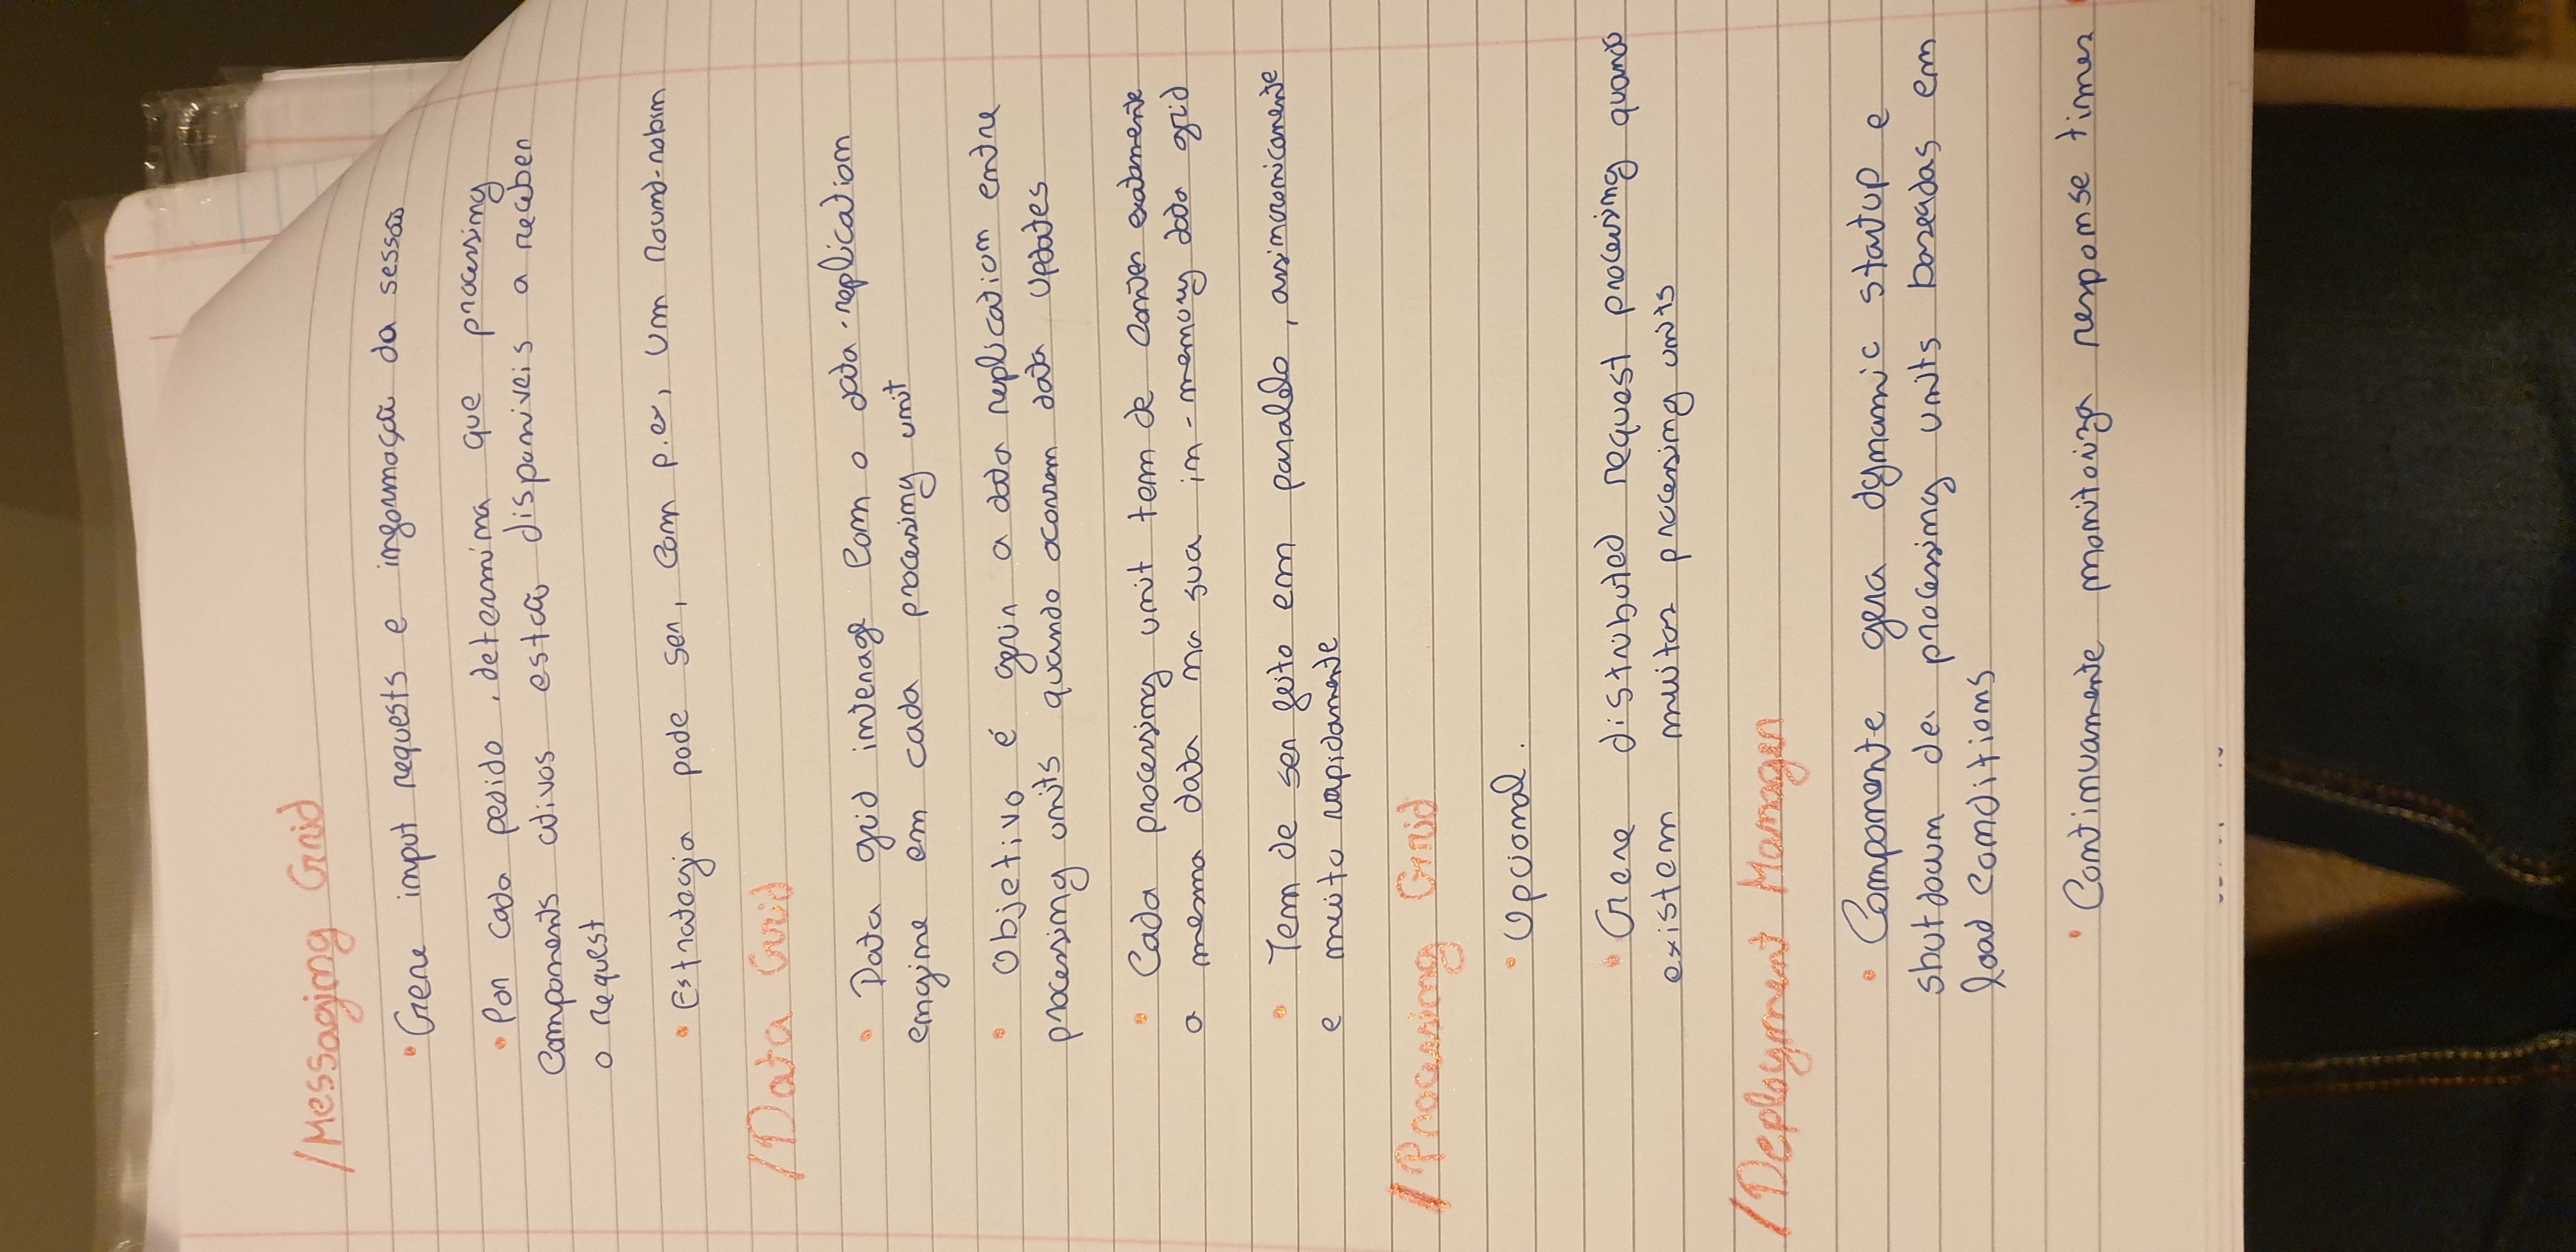 /Messaging Grid
• Gere input requests e informação da sessão
• Por cada pedido, determina que processing
components ativos estão disponiveis a receber
o request
• Estrategia pode ser, com p.ex, um round-robin
/Data Grid
• Data grid interage com o data-replication
engine em cada processing unit
• Objetivo é gerir a data replication entre
processing units quando ocorrem data updates
• Cada processing unit tem de conter exatamente
a mesma data na sua in-memory data grid
• Tem de ser feito em paralelo, assincronicamente
e muito rapidamente
/Processing Grid
• Opcional.
• Gere distributed request processing quando
existem muitas processing units
/Deployment Manager
• Componente gera dynamic startup e
shutdown de processing units baseadas em
load conditions
• Continuamente monitoriza response times